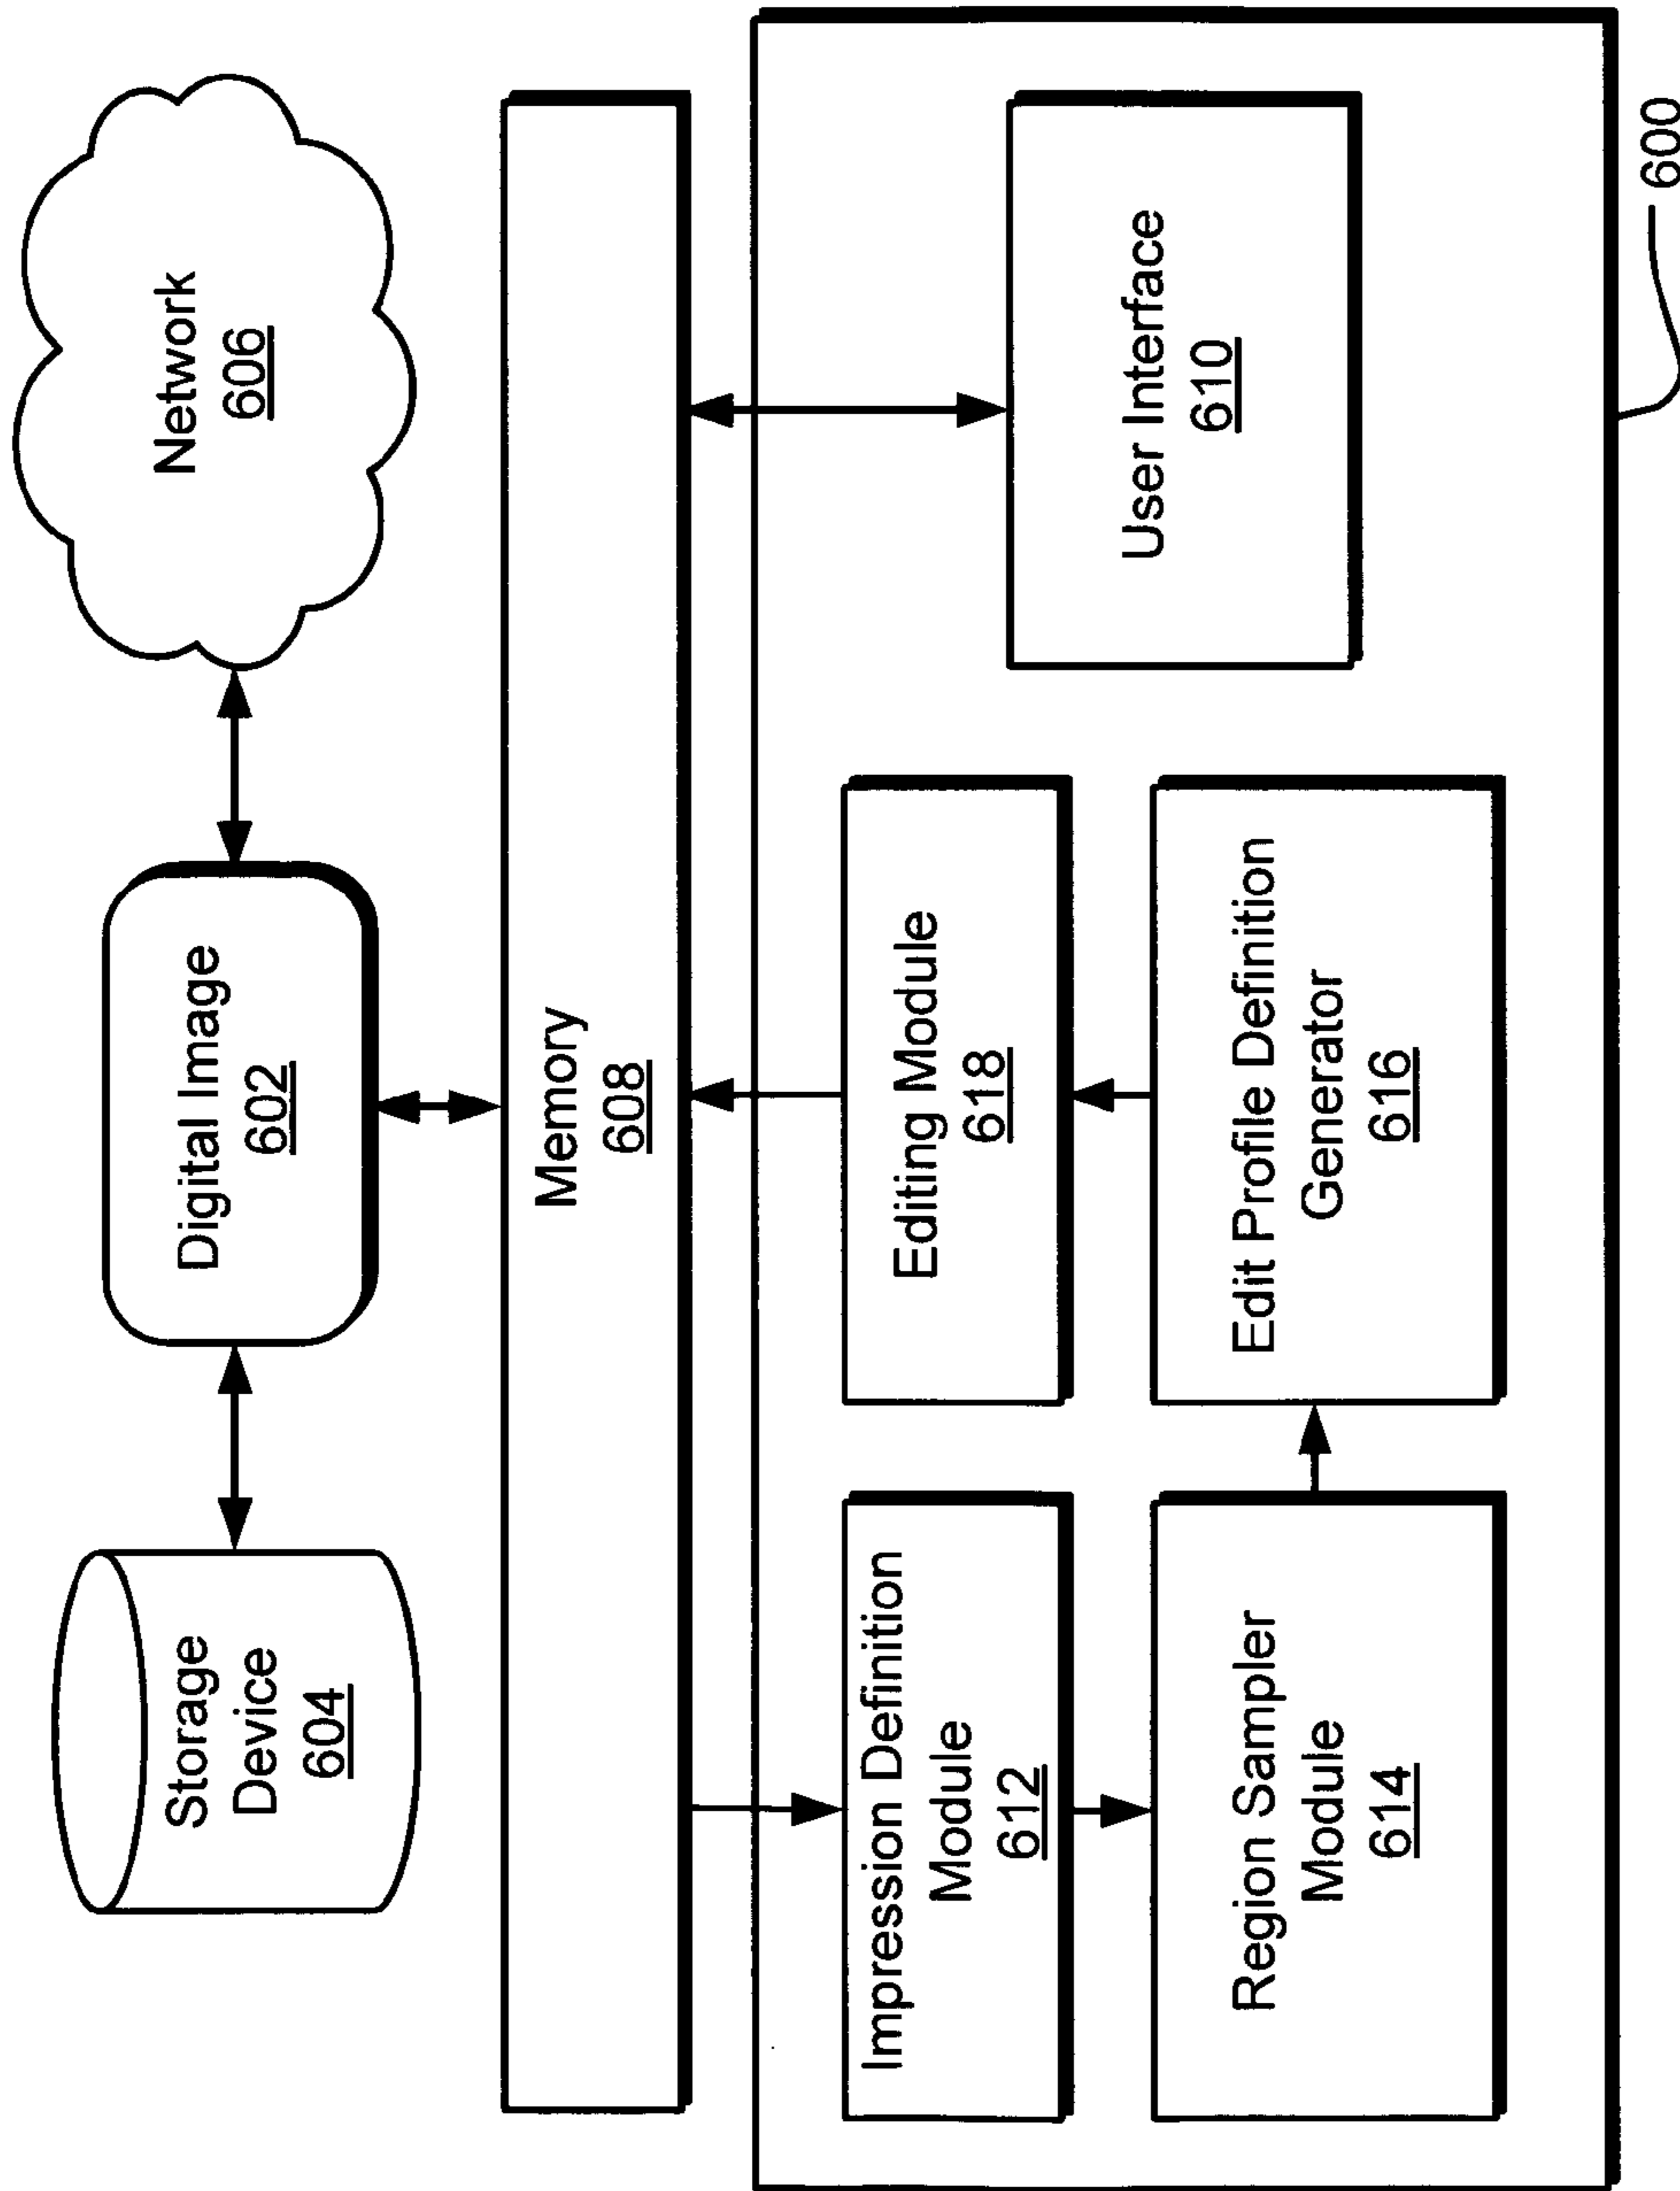 Storage
Device
604
Digital Image
602
Network
606
Memory
608
Impression Definition
Module
612
Editing Module
618
User Interface
610
Region Sampler
Module
614
Edit Profile Definition
Generator
616
600